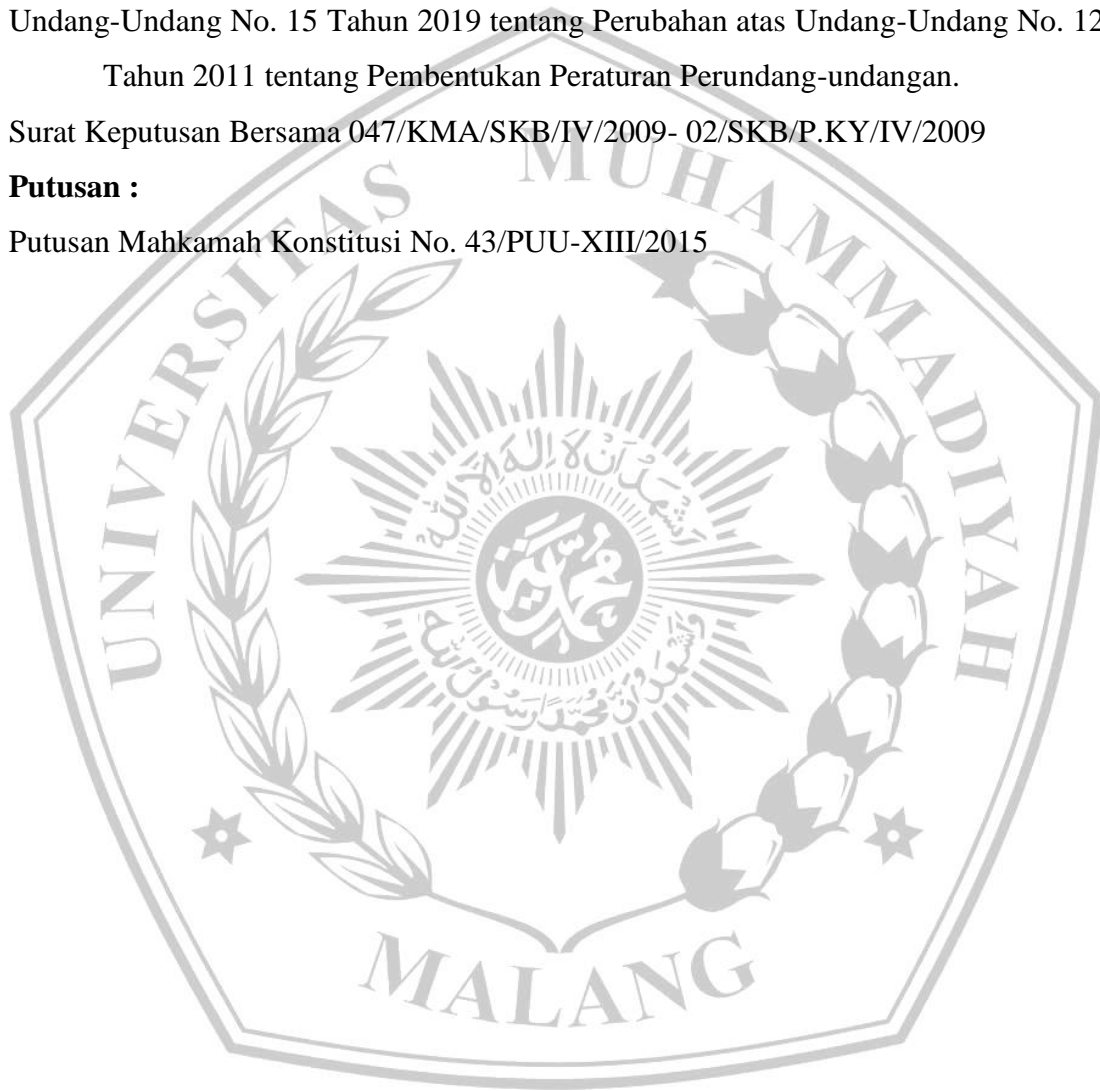 Undang-Undang No. 15 Tahun 2019 tentang Perubahan atas Undang-Undang No. 12
Tahun 2011 tentang Pembentukan Peraturan Perundang-undangan.
Surat Keputusan Bersama 047/KMA/SKB/IV/2009- 02/SKB/P.KY/IV/2009
Putusan :
Putusan Mahkamah Konstitusi No. 43/PUU-XIII/2015
UNIVERSITAS MUHAMMADIYAH
MALANG